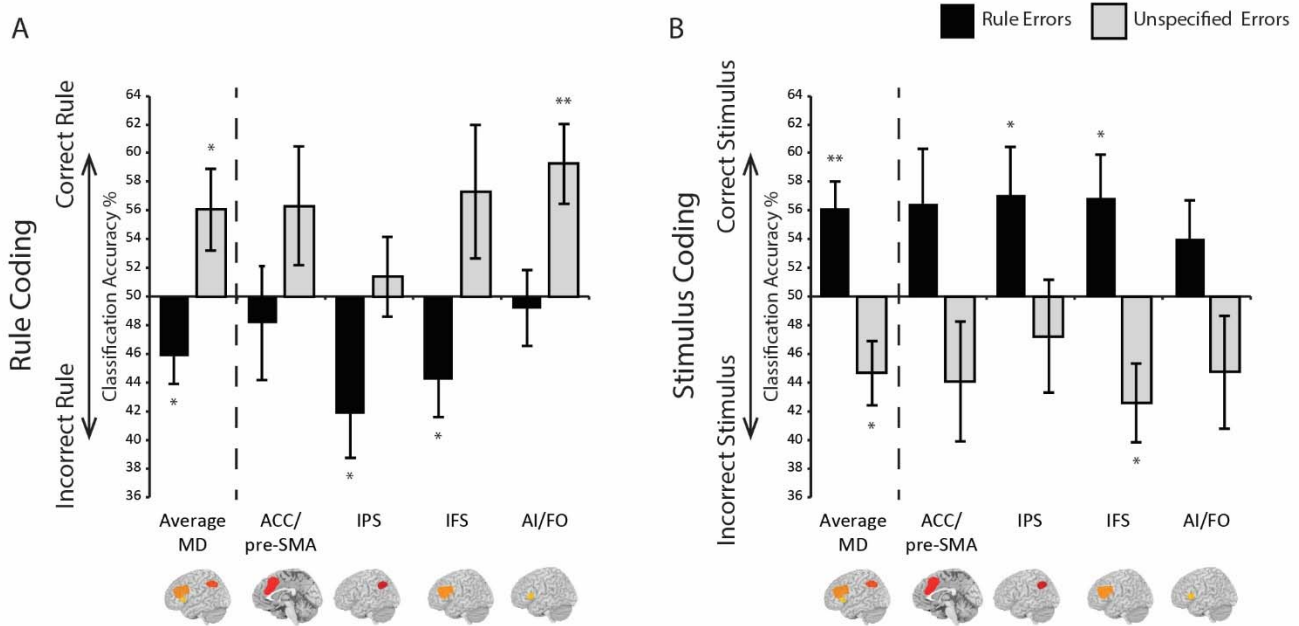 A
B
Rule Errors
Unspecified Errors
Rule Coding
Incorrect Rule
Correct Rule
Classification Accuracy %
64
62
60
58
56
54
52
50
48
46
44
42
40
38
36
*
*
*
*
**
Average
MD
ACC/
pre-SMA
IPS
IFS
AI/FO
Stimulus Coding
Incorrect Stimulus
Correct Stimulus
Classification Accuracy %
64
62
60
58
56
54
52
50
48
46
44
42
40
38
36
**
*
*
*
*
Average
MD
ACC/
pre-SMA
IPS
IFS
AI/FO